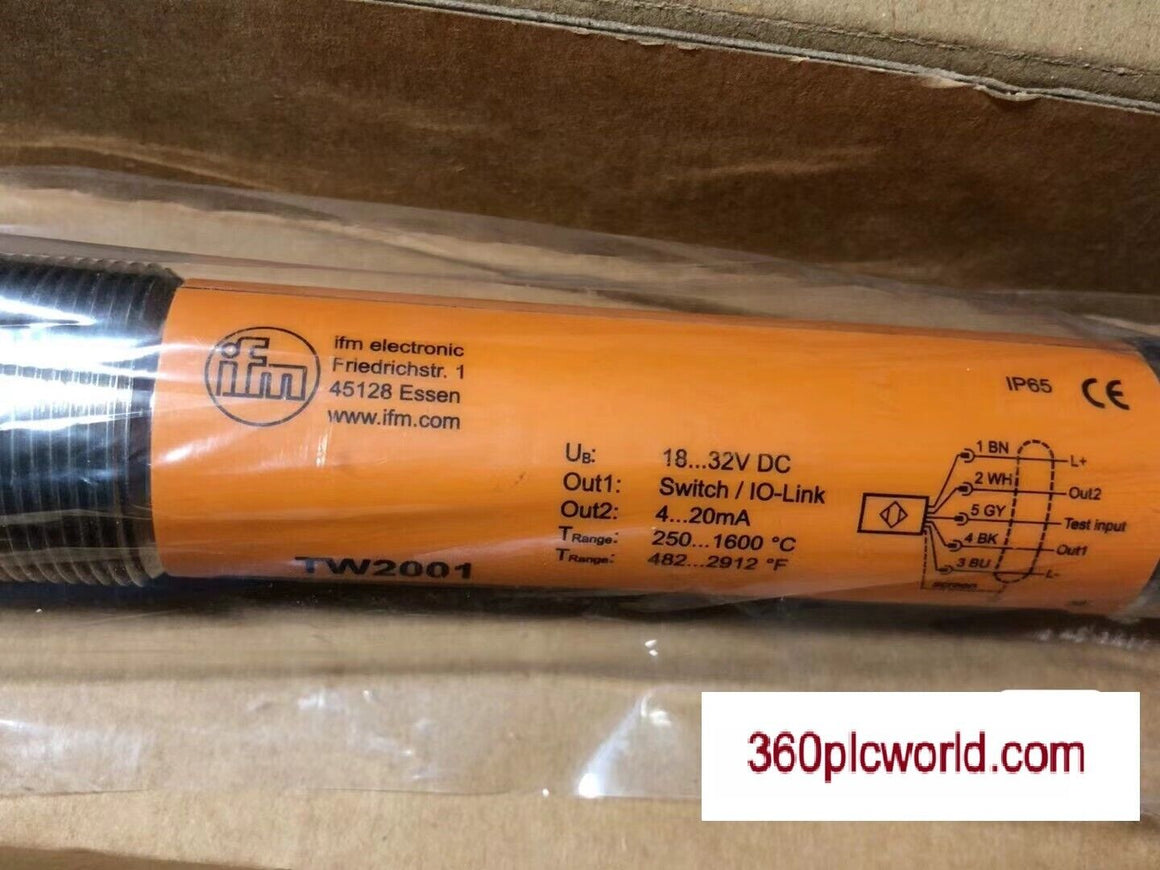 ifm
ifm electronic
Friedrichstr. 1
45128 Essen
www.ifm.com
IP65 CE
UB: 18...32V DC
Out1: Switch / IO-Link
Out2: 4...20mA
TRange: 250...1600 °C
TRange: 482...2912 °F
TW2001
1 BN L+
2 WH Out2
5 GY Test input
4 BK Out1
3 BU L-
screen
360plcworld.com